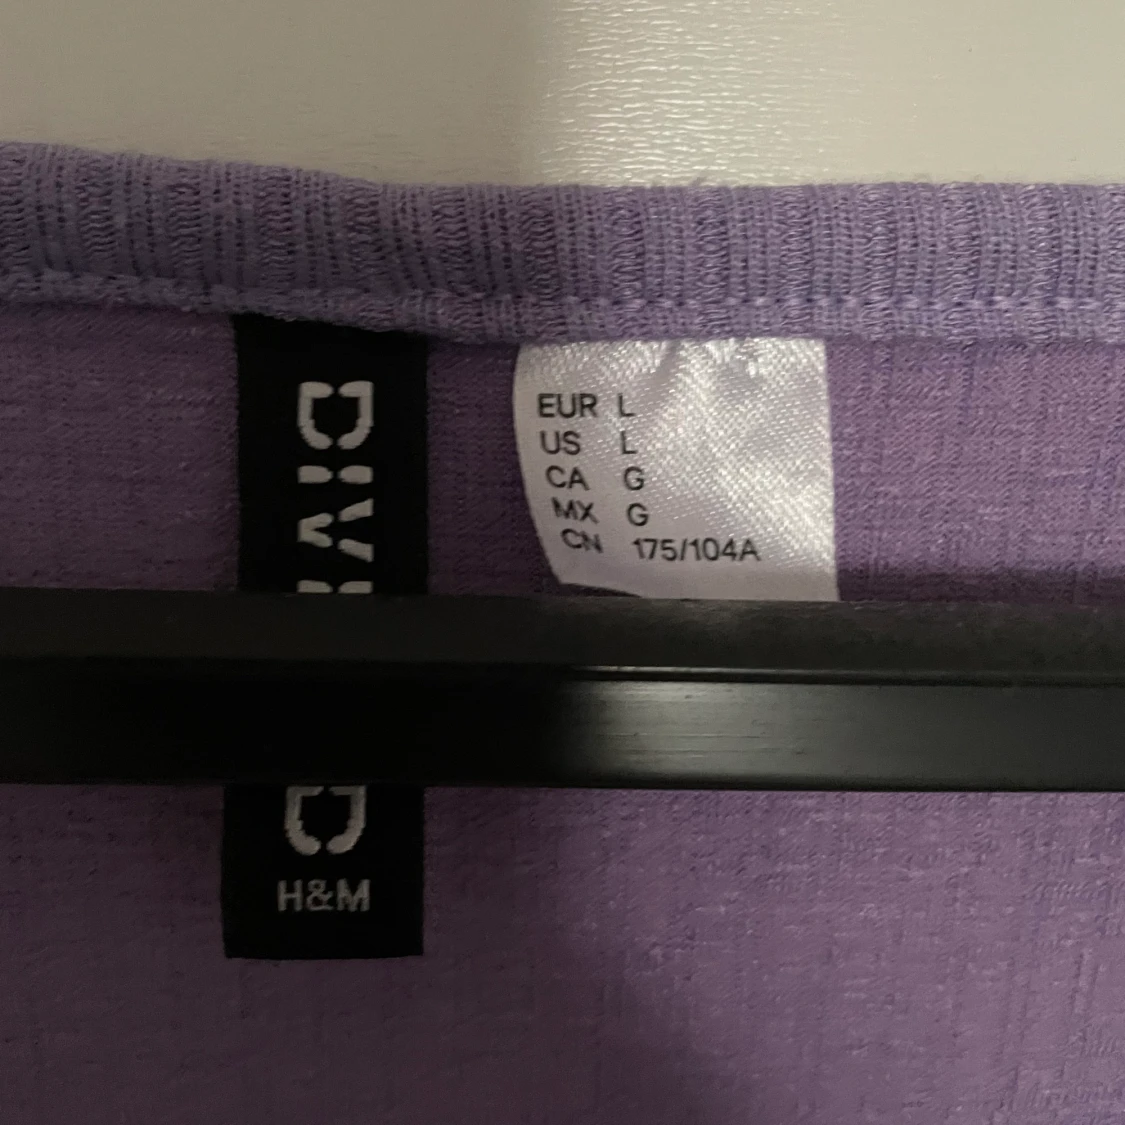 EUR L
US L
CA G
MX G
CN 175/104A
H&M